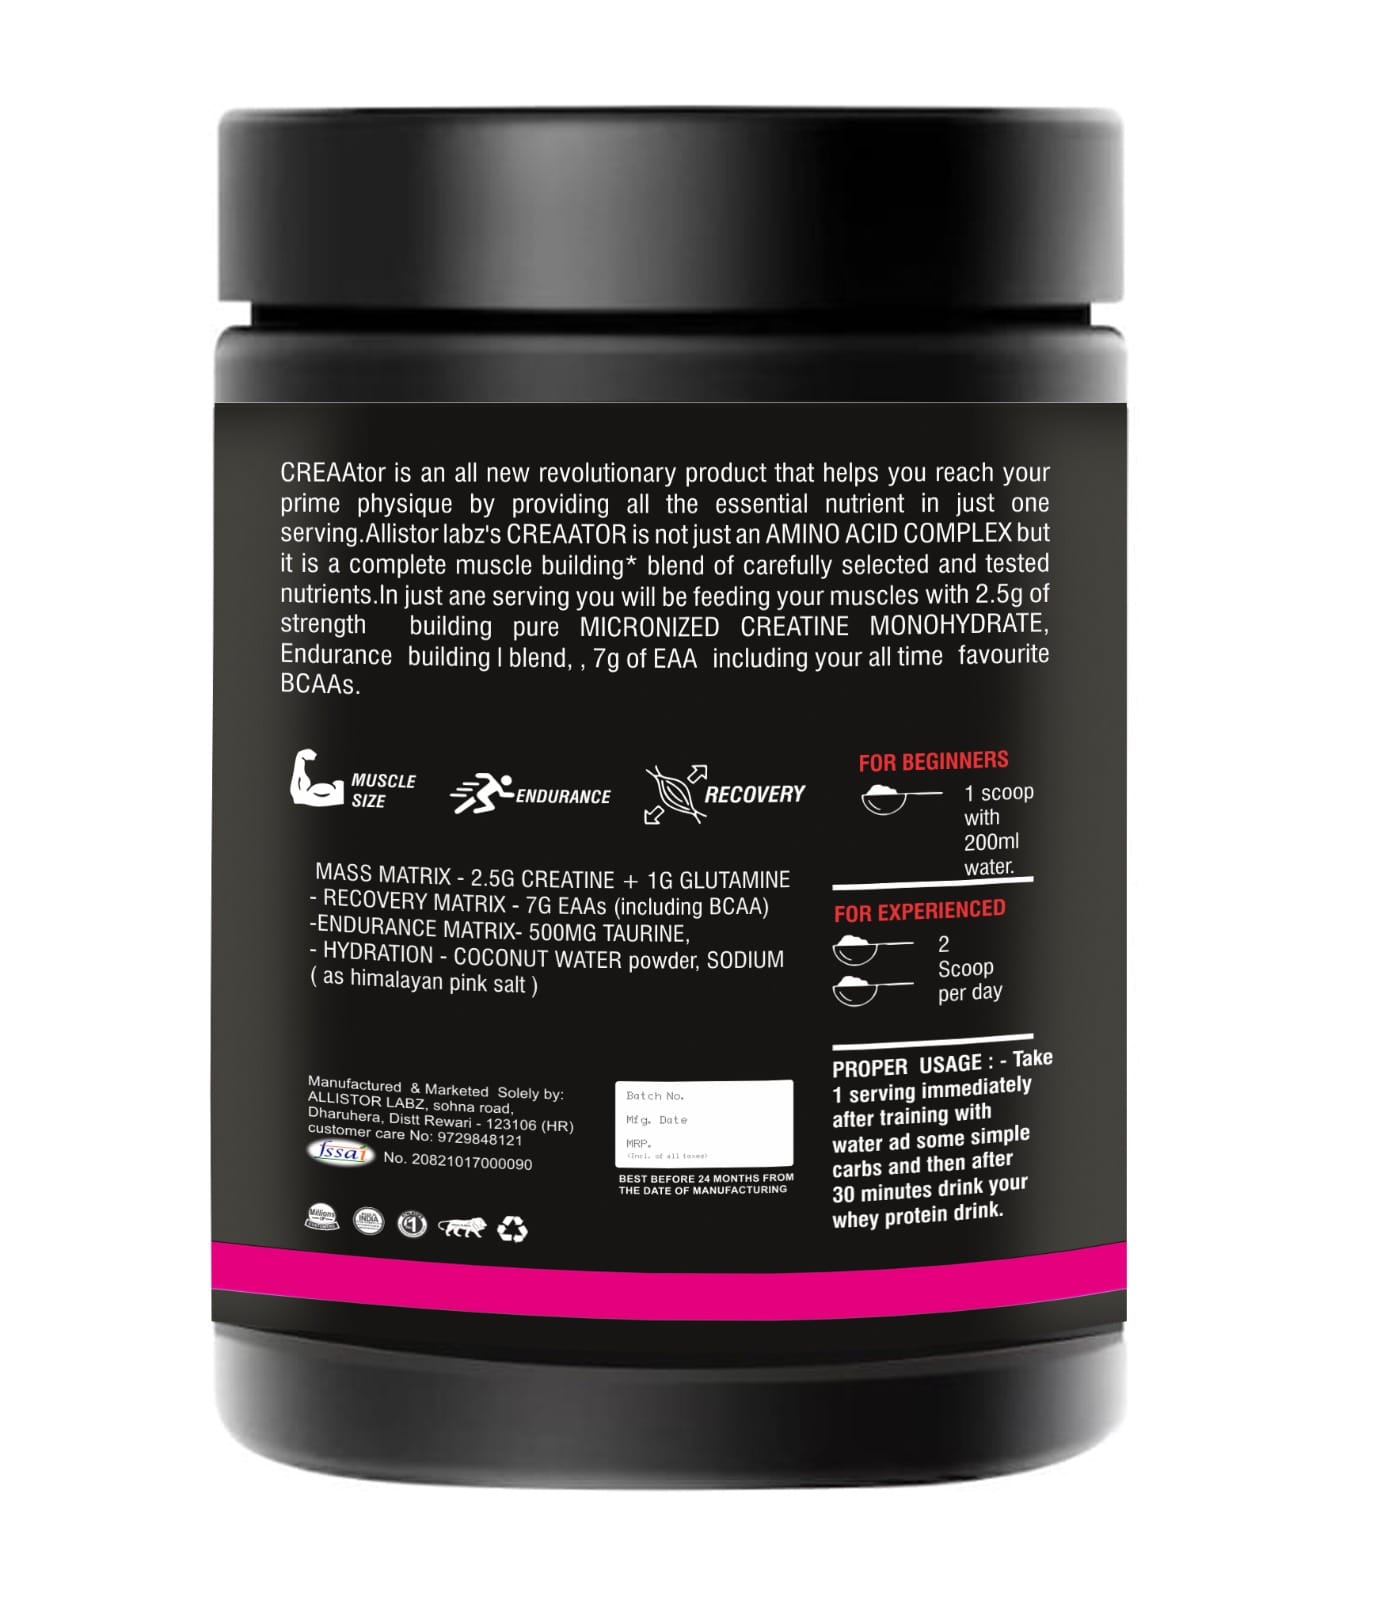 CREAAtor is an all new revolutionary product that helps you reach your
prime physique by providing all the essential nutrient in just one
serving.Allistor labz's CREAATOR is not just an AMINO ACID COMPLEX but
it is a complete muscle building* blend of carefully selected and tested
nutrients.In just ane serving you will be feeding your muscles with 2.5g of
strength building pure MICRONIZED CREATINE MONOHYDRATE,
Endurance building l blend, , 7g of EAA including your all time favourite
BCAAs.
MUSCLE
SIZE
ENDURANCE
RECOVERY
MASS MATRIX - 2.5G CREATINE + 1G GLUTAMINE
- RECOVERY MATRIX - 7G EAAs (including BCAA)
-ENDURANCE MATRIX- 500MG TAURINE,
- HYDRATION - COCONUT WATER powder, SODIUM
( as himalayan pink salt )
FOR BEGINNERS
1 scoop
with
200ml
water.
FOR EXPERIENCED
2
Scoop
per day
PROPER USAGE : - Take
1 serving immediately
after training with
water ad some simple
carbs and then after
30 minutes drink your
whey protein drink.
Manufactured & Marketed Solely by:
ALLISTOR LABZ, sohna road,
Dharuhera, Distt Rewari - 123106 (HR)
customer care No: 9729848121
fssai No. 20821017000090
Batch No.
Mfg. Date
MRP.
(Incl. of all taxes)
BEST BEFORE 24 MONTHS FROM
THE DATE OF MANUFACTURING
Millions
INDIA
1